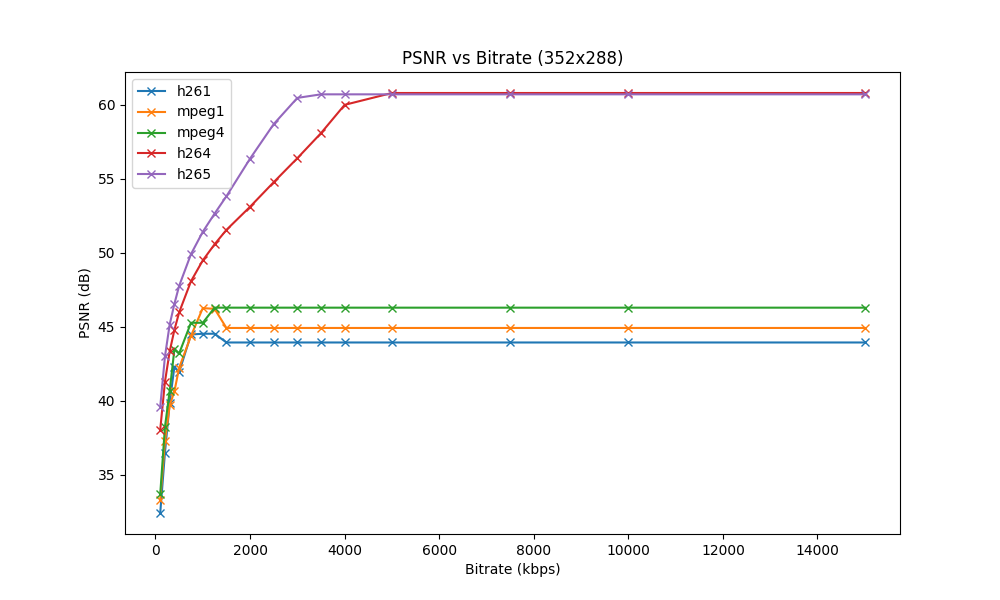 PSNR vs Bitrate (352x288)
h261
mpeg1
mpeg4
h264
h265
PSNR (dB)
60
55
50
45
40
35
0 2000 4000 6000 8000 10000 12000 14000
Bitrate (kbps)